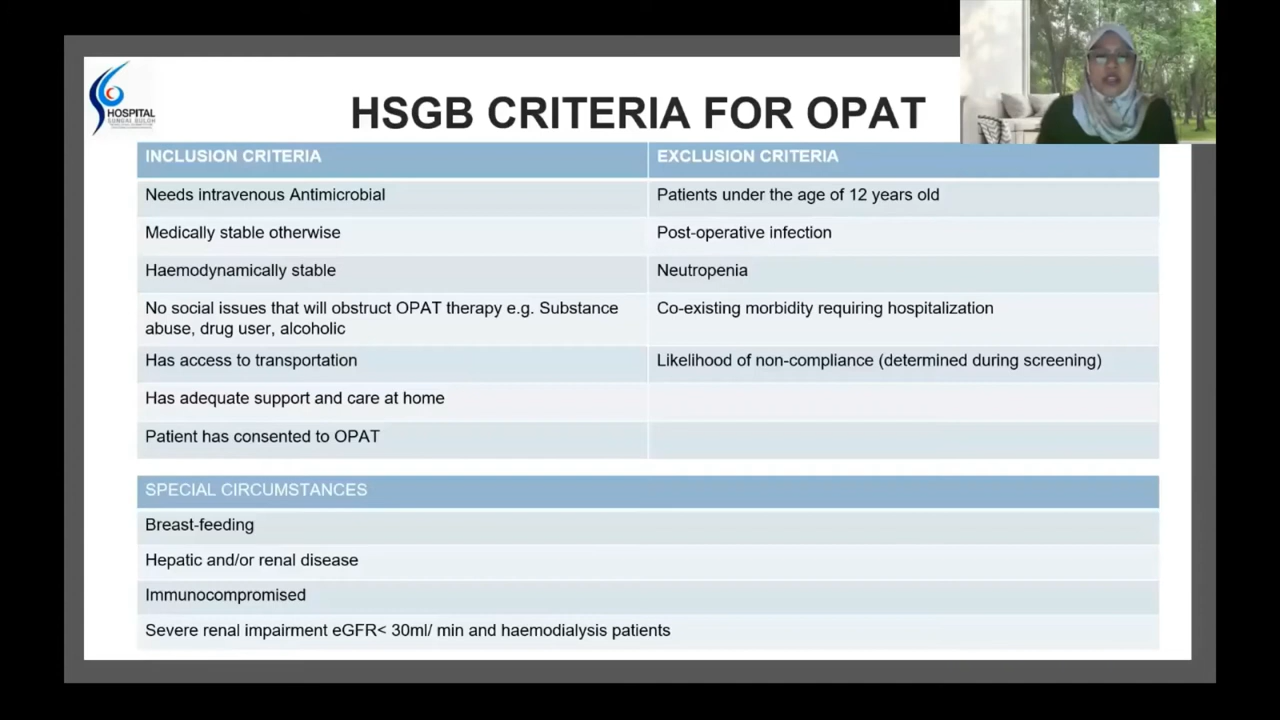 HOSPITAL
SUNGAI BULOH
HSGB CRITERIA FOR OPAT
INCLUSION CRITERIA
EXCLUSION CRITERIA
Needs intravenous Antimicrobial
Patients under the age of 12 years old
Medically stable otherwise
Post-operative infection
Haemodynamically stable
Neutropenia
No social issues that will obstruct OPAT therapy e.g. Substance
abuse, drug user, alcoholic
Co-existing morbidity requiring hospitalization
Has access to transportation
Likelihood of non-compliance (determined during screening)
Has adequate support and care at home
Patient has consented to OPAT
SPECIAL CIRCUMSTANCES
Breast-feeding
Hepatic and/or renal disease
Immunocompromised
Severe renal impairment eGFR< 30ml/ min and haemodialysis patients